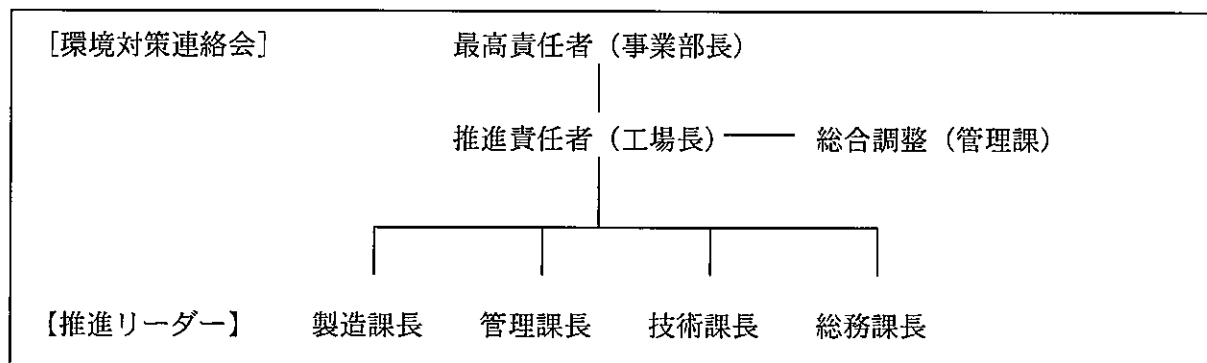 [環境対策連絡会] 最高責任者（事業部長）
推進責任者（工場長） 総合調整（管理課）
【推進リーダー】 製造課長 管理課長 技術課長 総務課長